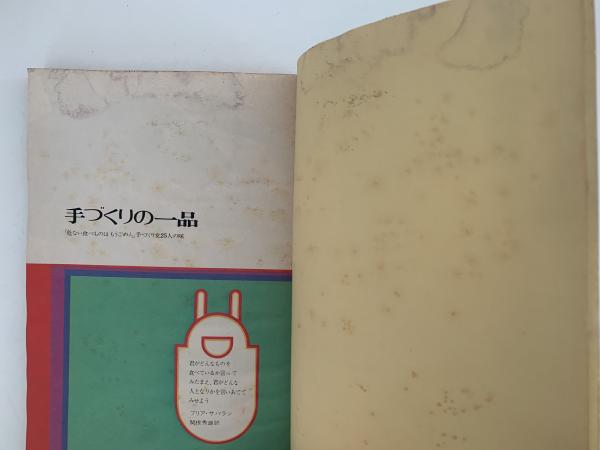 手づくりの一品
「危ない食べものはもうごめん」手づくり党25人の味
君がどんなものを
食べているか言って
みたまえ、君がどんな
人となりかを言いあてて
みせよう
ブリア・サバラン
関根秀雄訳